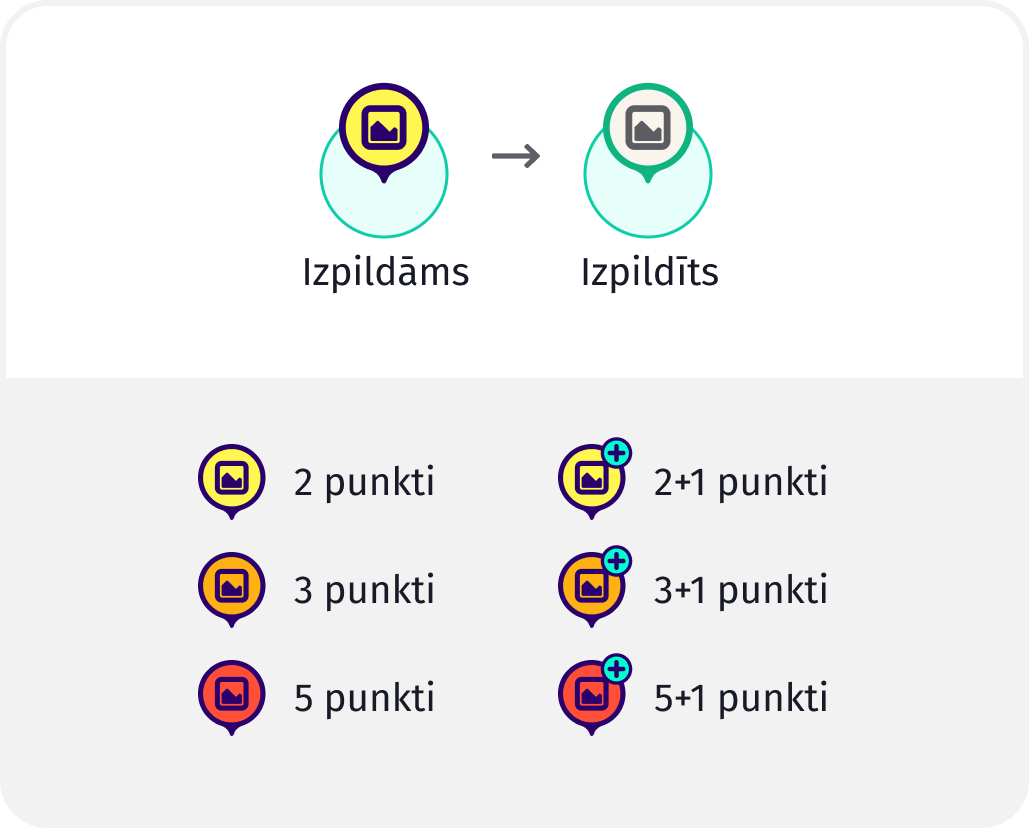 Izpildāms
Izpildīts
2 punkti
2+1 punkti
3 punkti
3+1 punkti
5 punkti
5+1 punkti